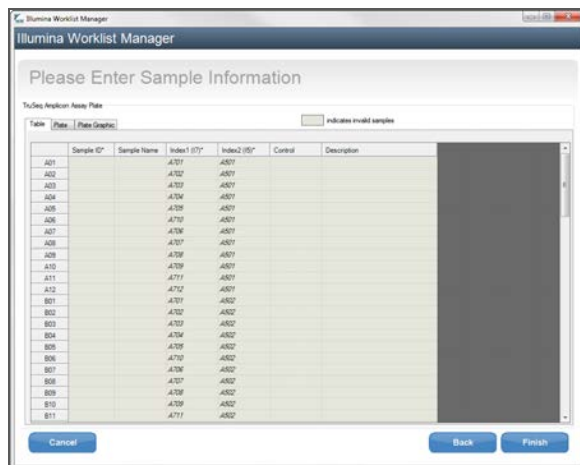 Illumina Worklist Manager
Illumina Worklist Manager
Please Enter Sample Information
TruSeq Amplicon Assay Plate
Table Plate Plate Graphic indicates invalid samples
Sample ID* Sample Name Index1 (I7)* Index2 (I5)* Control Description
A01 A701 A501
A02 A702 A501
A03 A703 A501
A04 A704 A501
A05 A705 A501
A06 A710 A501
A07 A706 A501
A08 A707 A501
A09 A708 A501
A10 A709 A501
A11 A711 A501
A12 A712 A501
B01 A701 A502
B02 A702 A502
B03 A703 A502
B04 A704 A502
B05 A705 A502
B06 A710 A502
B07 A706 A502
B08 A707 A502
B09 A708 A502
B10 A709 A502
B11 A711 A502
Cancel Back Finish